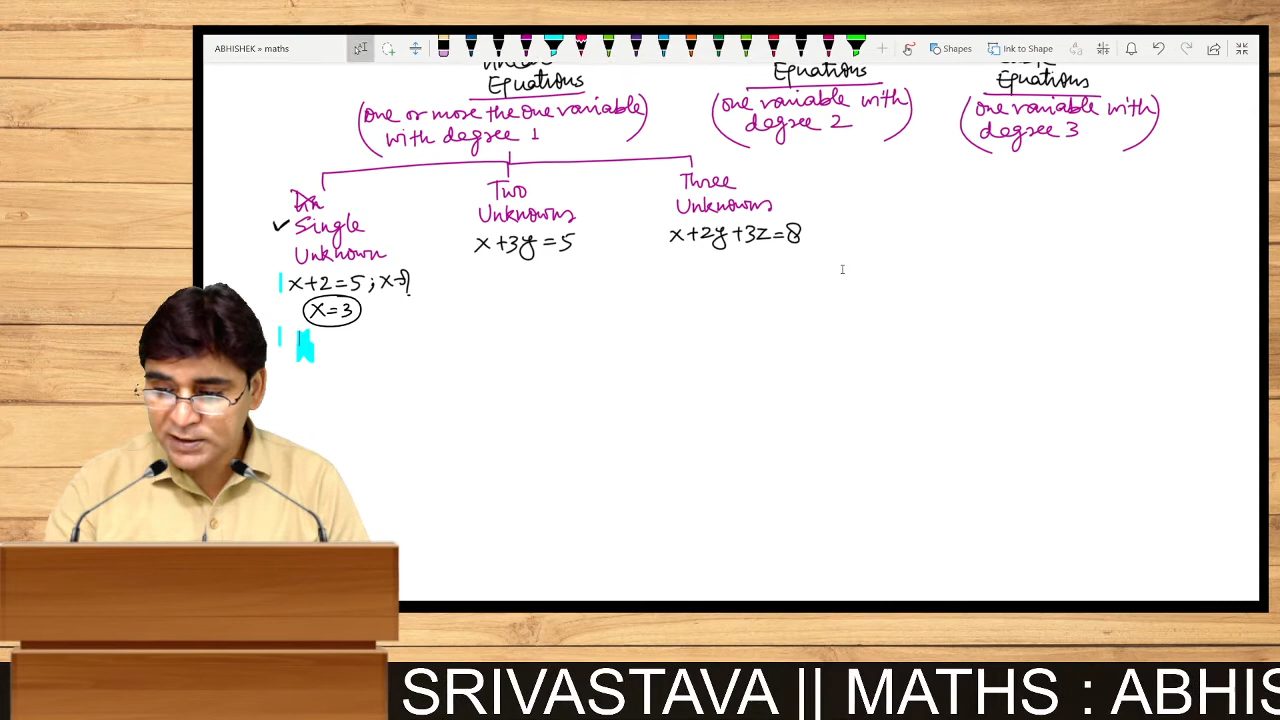 ABHISHEK » maths
Shapes
Ink to Shape
Equations
Equations
Equations
(one or more the one variable
with degree 1)
(one variable with
degree 2)
(one variable with
degree 3)
Single
Unknown
x+2=5; x=?
x=3
Two
Unknowns
x+3y=5
Three
Unknowns
x+2y+3z=8
SRIVASTAVA || MATHS : ABHIS